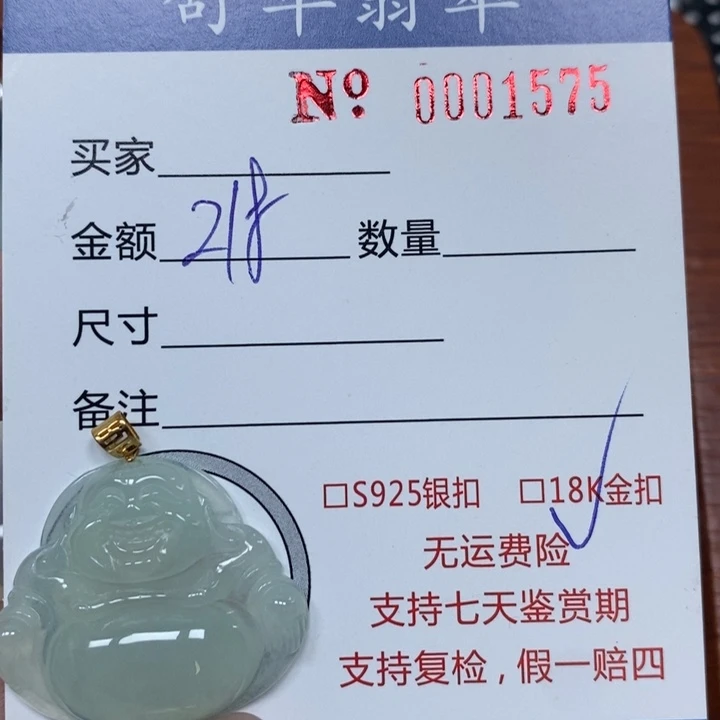 № 0001575
买家
金额 218 数量
尺寸
备注
□S925银扣 □18K金扣
无运费险
支持七天鉴赏期
支持复检，假一赔四